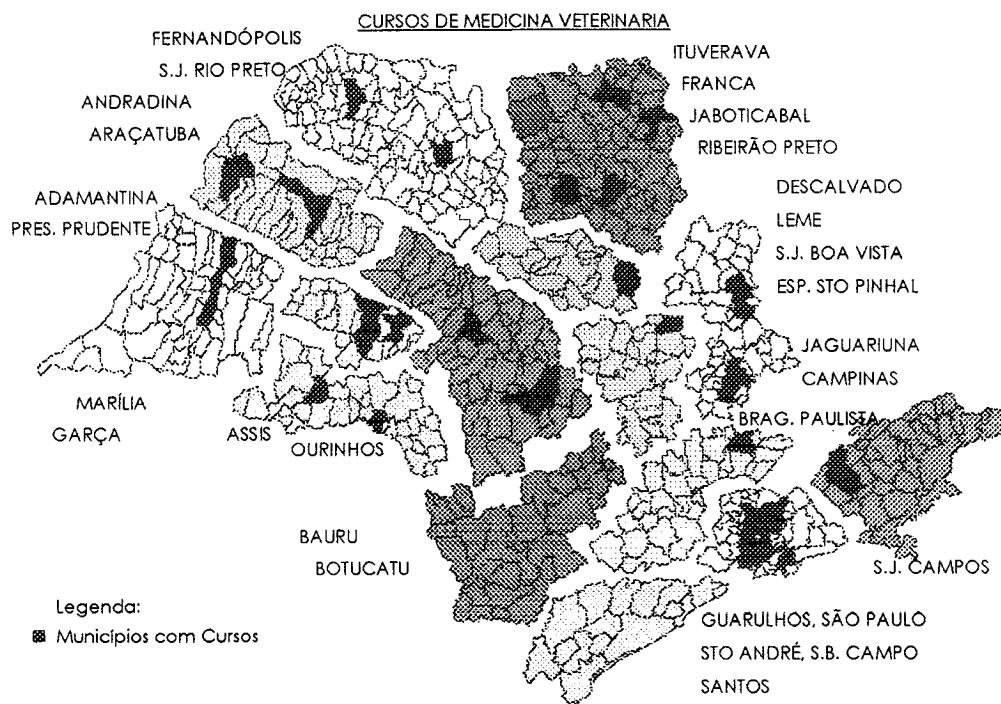 CURSOS DE MEDICINA VETERINARIA
FERNANDÓPOLIS
S.J. RIO PRETO
ITUVERAVA
FRANCA
JABOTICABAL
RIBEIRÃO PRETO
ANDRADINA
ARAÇATUBA
ADAMANTINA
PRES. PRUDENTE
DESCALVADO
LEME
S.J. BOA VISTA
ESP. STO PINHAL
JAGUARIUNA
CAMPINAS
BRAG. PAULISTA
MARÍLIA
GARÇA
ASSIS
OURINHOS
BAURU
BOTUCATU
S.J. CAMPOS
Legenda:
Municípios com Cursos
GUARULHOS, SÃO PAULO
STO ANDRÉ, S.B. CAMPO
SANTOS